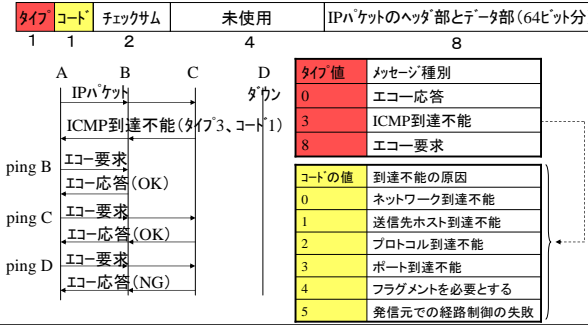 タイプ コード チェックサム 未使用 IPパケットのヘッダ部とデータ部(64ビット分
1 1 2 4 8
A B C D
IPパケット ダウン
ICMP到達不能(タイプ3、コード1)
ping B エコー要求
エコー応答(OK)
ping C エコー要求
エコー応答(OK)
ping D エコー要求
エコー応答(NG)
タイプ値 メッセージ種別
0 エコー応答
3 ICMP到達不能
8 エコー要求
コードの値 到達不能の原因
0 ネットワーク到達不能
1 送信先ホスト到達不能
2 プロトコル到達不能
3 ポート到達不能
4 フラグメントを必要とする
5 発信元での経路制御の失敗